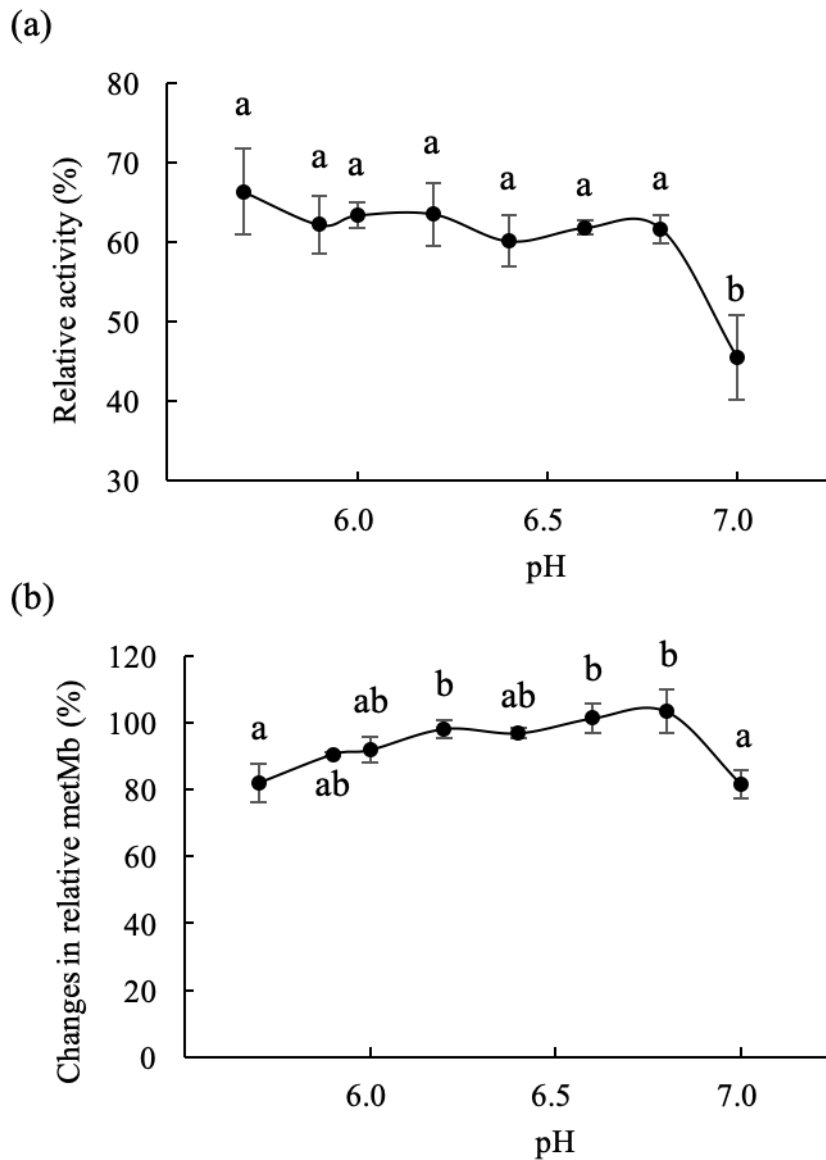 (a)
80
70
60
50
40
30
Relative activity (%)
a
a
a
a
a
a
a
b
6.0
6.5
7.0
pH
(b)
120
100
80
60
40
20
0
Changes in relative metMb (%)
a
ab
ab
b
ab
b
b
a
6.0
6.5
7.0
pH